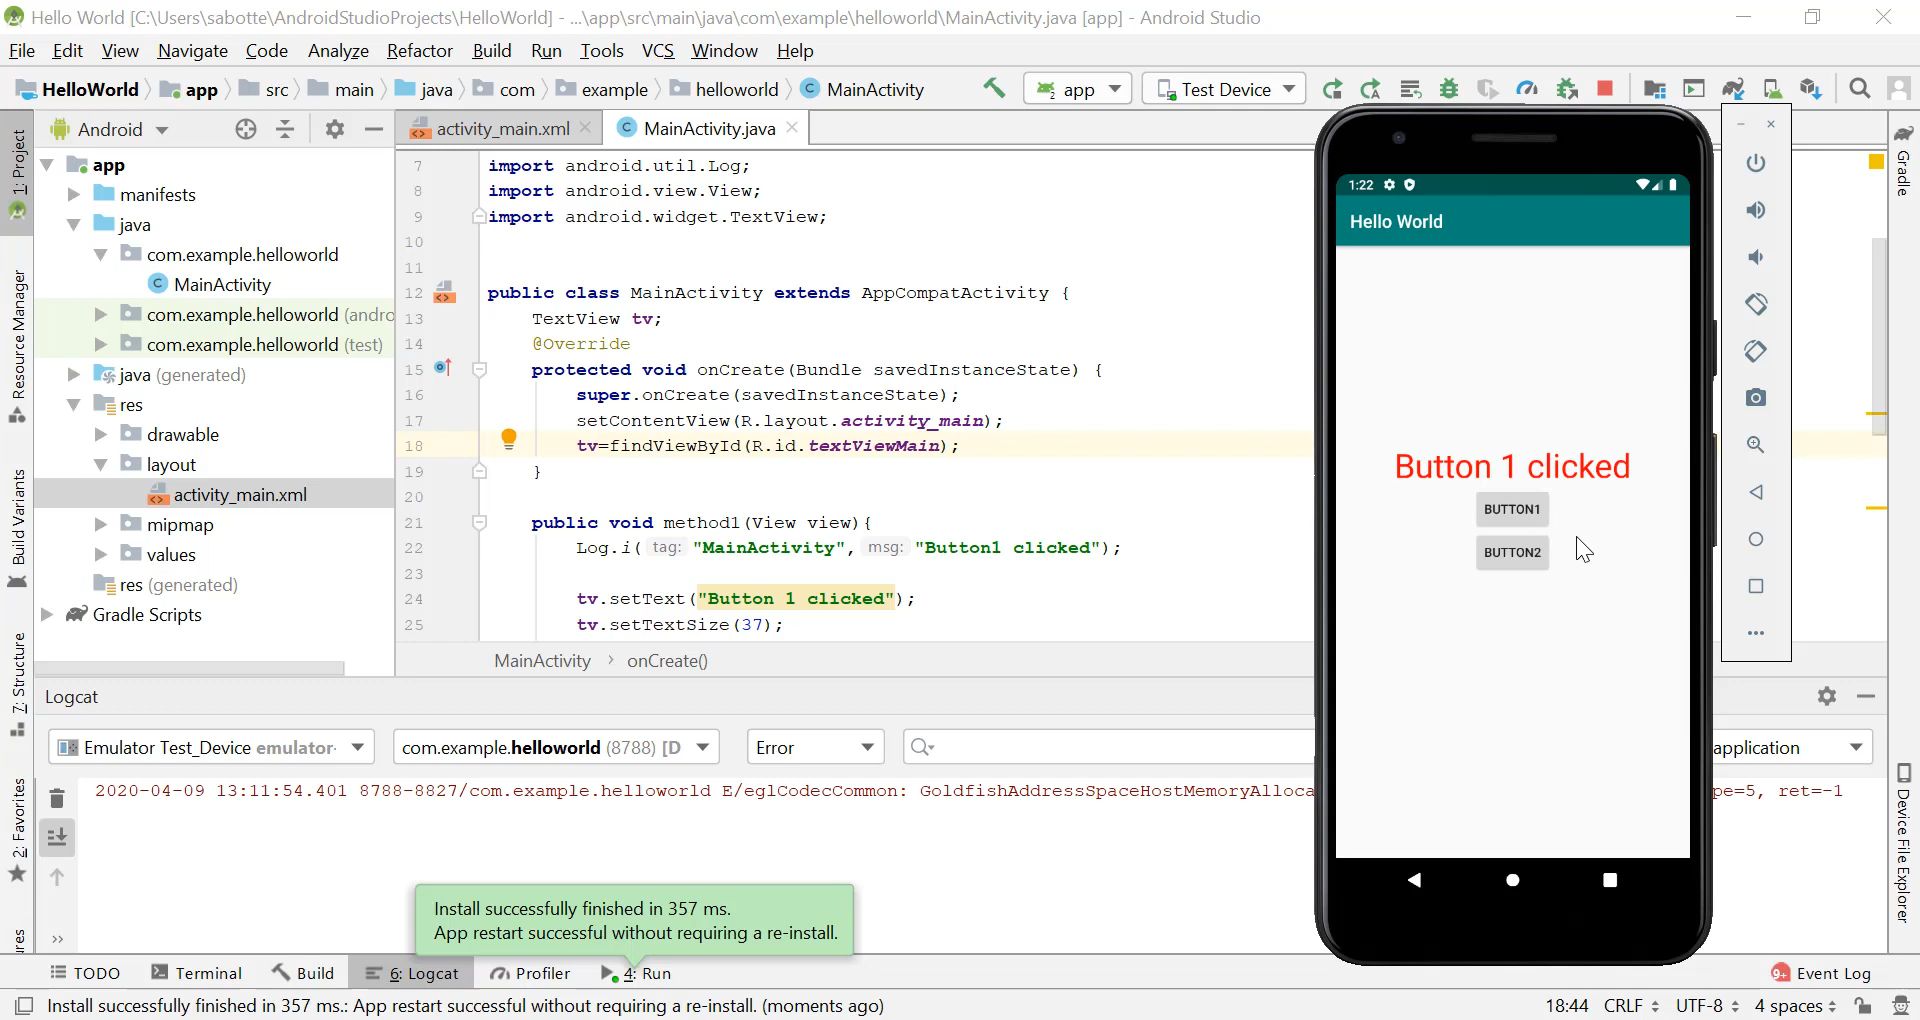 Hello World [C:\Users\sabotte\AndroidStudioProjects\HelloWorld] - ...\app\src\main\java\com\example\helloworld\MainActivity.java [app] - Android Studio
File Edit View Navigate Code Analyze Refactor Build Run Tools VCS Window Help
HelloWorld app src main java com example helloworld MainActivity app Test Device
Android
activity_main.xml MainActivity.java
1: Project
Resource Manager
Build Variants
7: Structure
2: Favorites
app
manifests
java
com.example.helloworld
MainActivity
com.example.helloworld (andro
com.example.helloworld (test)
java (generated)
res
drawable
layout
activity_main.xml
mipmap
values
res (generated)
Gradle Scripts
7 import android.util.Log;
8 import android.view.View;
9 import android.widget.TextView;
10
11
12 public class MainActivity extends AppCompatActivity {
13 TextView tv;
14 @Override
15 protected void onCreate(Bundle savedInstanceState) {
16 super.onCreate(savedInstanceState);
17 setContentView(R.layout.activity_main);
18 tv=findViewById(R.id.textViewMain);
19 }
20
21 public void method1(View view){
22 Log.i( tag: "MainActivity", msg: "Button1 clicked");
23
24 tv.setText("Button 1 clicked");
25 tv.setTextSize(37);
MainActivity › onCreate()
1:22
Hello World
Button 1 clicked
BUTTON1
BUTTON2
Gradle
Device File Explorer
Logcat
Emulator Test_Device emulator- com.example.helloworld (8788) [D Error application
2020-04-09 13:11:54.401 8788-8827/com.example.helloworld E/eglCodecCommon: GoldfishAddressSpaceHostMemoryAlloca pe=5, ret=-1
Install successfully finished in 357 ms.
App restart successful without requiring a re-install.
TODO Terminal Build 6: Logcat Profiler 4: Run 9+ Event Log
Install successfully finished in 357 ms.: App restart successful without requiring a re-install. (moments ago) 18:44 CRLF UTF-8 4 spaces